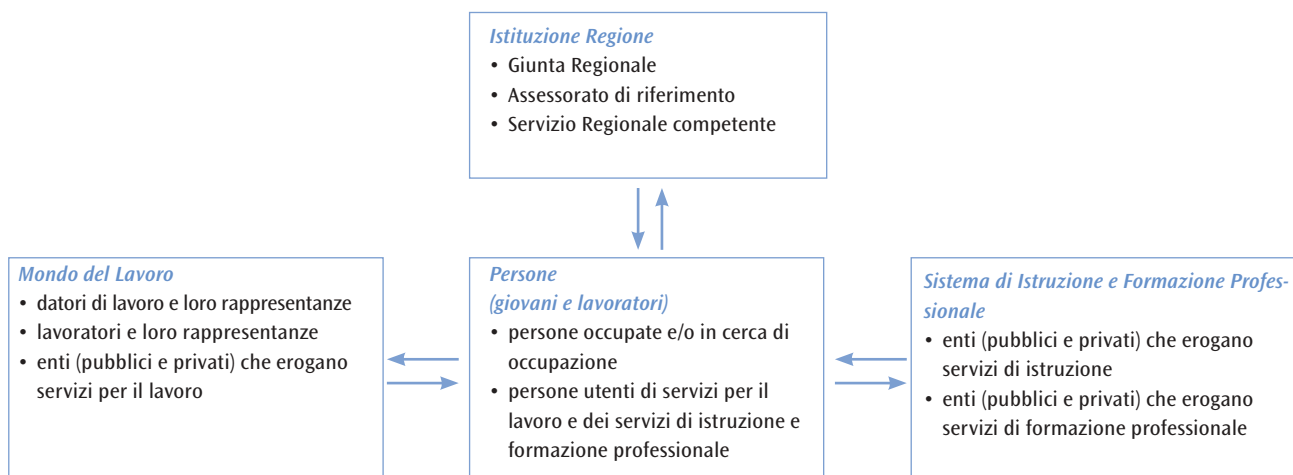 Istituzione Regione
• Giunta Regionale
• Assessorato di riferimento
• Servizio Regionale competente
Mondo del Lavoro
• datori di lavoro e loro rappresentanze
• lavoratori e loro rappresentanze
• enti (pubblici e privati) che erogano
servizi per il lavoro
Persone
(giovani e lavoratori)
• persone occupate e/o in cerca di
occupazione
• persone utenti di servizi per il
lavoro e dei servizi di istruzione e
formazione professionale
Sistema di Istruzione e Formazione Profes-
sionale
• enti (pubblici e privati) che erogano
servizi di istruzione
• enti (pubblici e privati) che erogano
servizi di formazione professionale